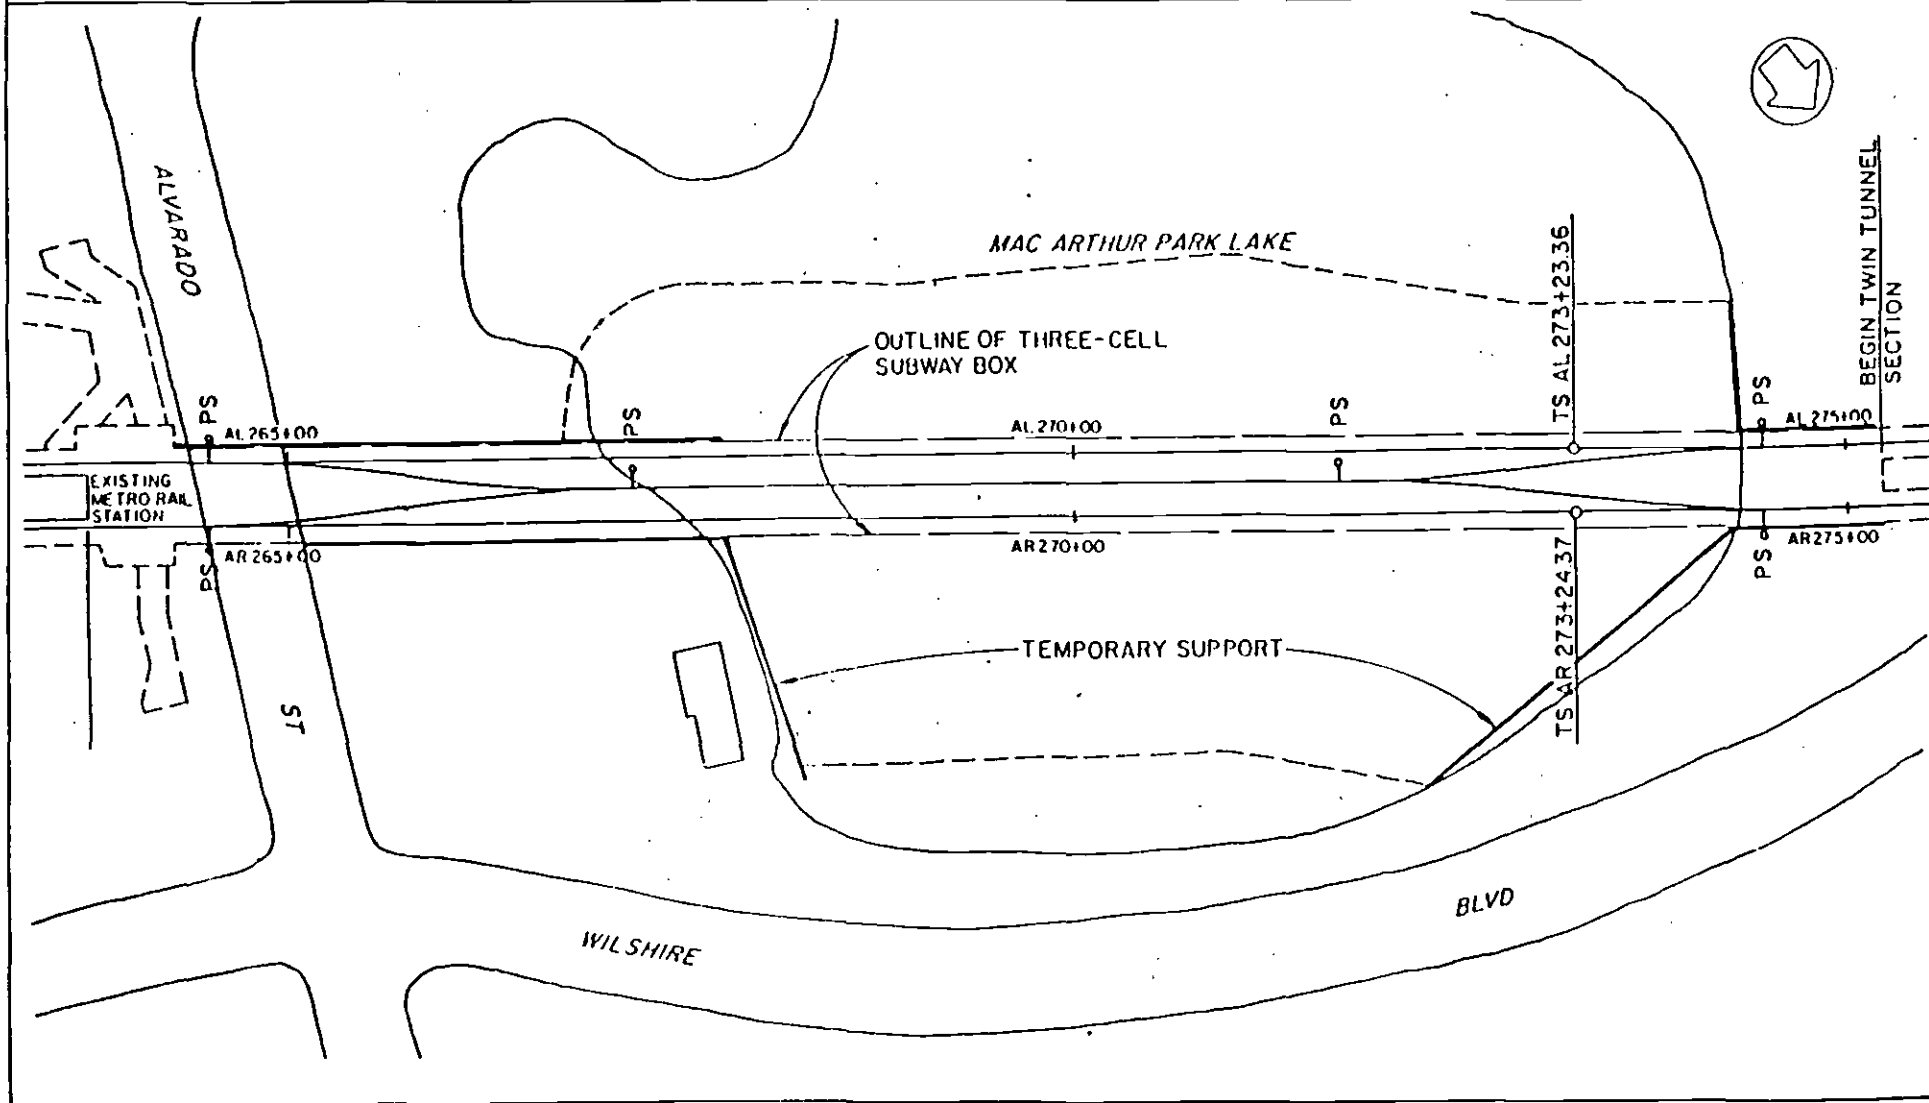 ALVARADO
ST
MAC ARTHUR PARK LAKE
OUTLINE OF THREE-CELL
SUBWAY BOX
TS AL 273+23.36
BEGIN TWIN TUNNEL
SECTION
PS
PS
PS
PS
AL 265+00
AL 270+00
AL 275+00
EXISTING
METRO RAIL
STATION
AR 265+00
AR 270+00
AR 275+00
PS
PS
TS AR 273+24.37
TEMPORARY SUPPORT
WILSHIRE
BLVD